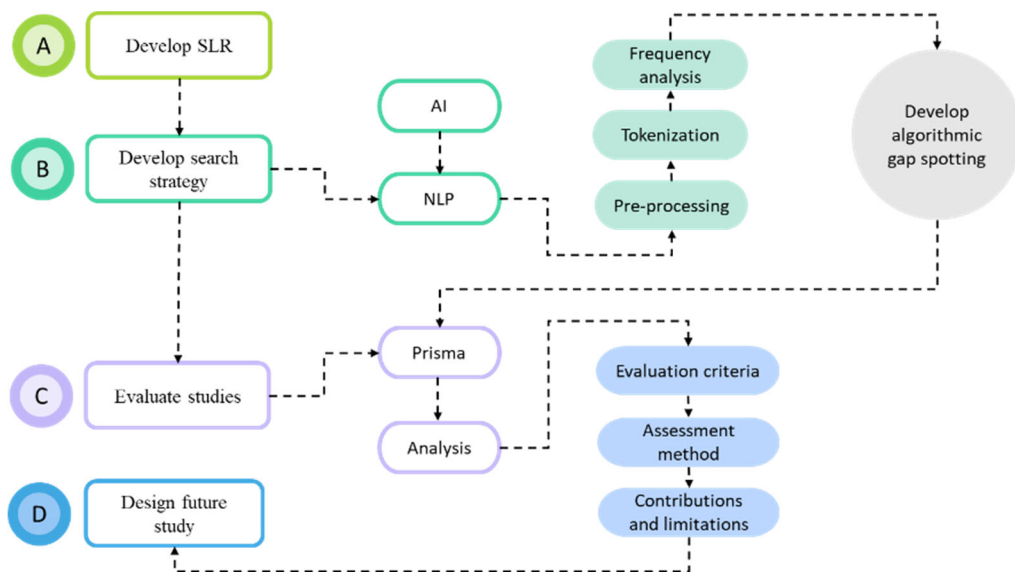 A
Develop SLR
B
Develop search
strategy
AI
NLP
Frequency
analysis
Tokenization
Pre-processing
Develop
algorithmic
gap spotting
C
Evaluate studies
Prisma
Analysis
Evaluation criteria
Assessment
method
Contributions
and limitations
D
Design future
study